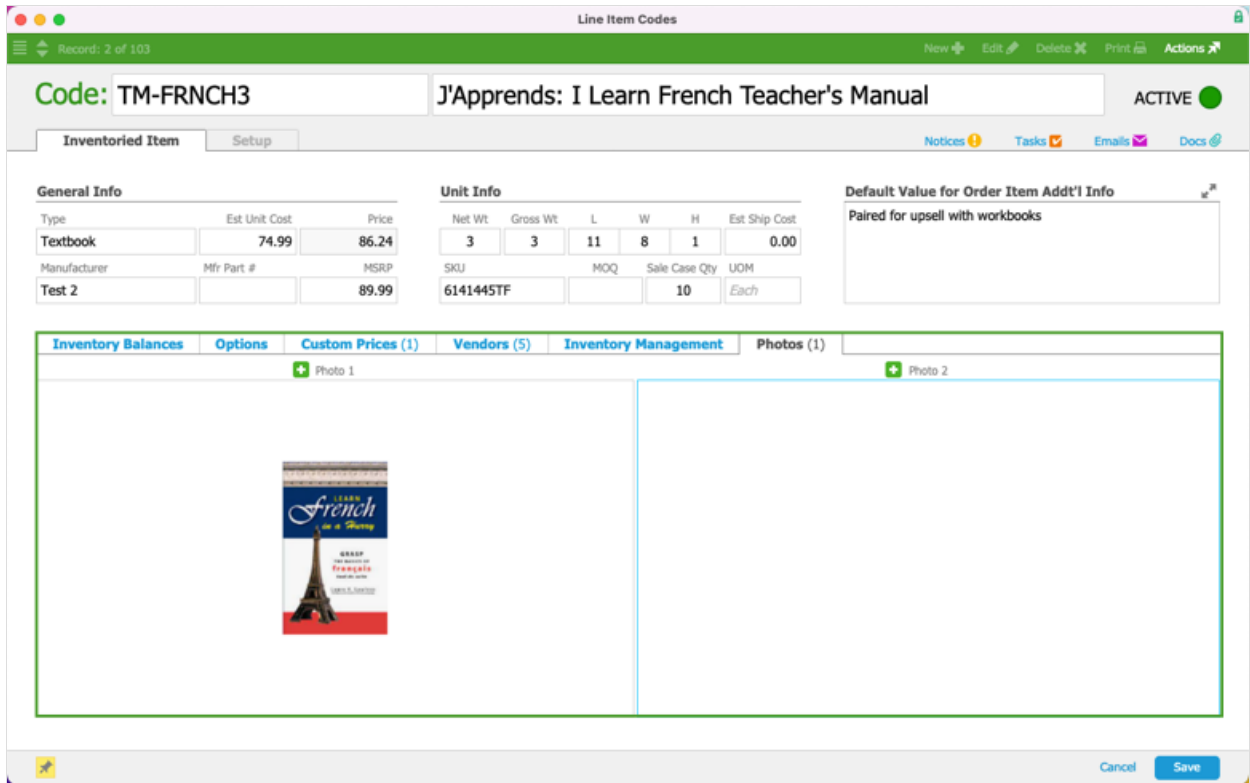 Line Item Codes
Record: 2 of 103 New Edit Delete Print Actions
Code: TM-FRNCH3 J'Apprends: I Learn French Teacher's Manual ACTIVE
Inventoried Item Setup Notices Tasks Emails Docs
General Info Unit Info Default Value for Order Item Addt'l Info
Type Est Unit Cost Price Net Wt Gross Wt L W H Est Ship Cost Paired for upsell with workbooks
Textbook 74.99 86.24 3 3 11 8 1 0.00
Manufacturer Mfr Part # MSRP SKU MOQ Sale Case Qty UOM
Test 2 89.99 6141445TF 10 Each
Inventory Balances Options Custom Prices (1) Vendors (5) Inventory Management Photos (1)
Photo 1 Photo 2
LEARN
French
in a Hurry
GRASP
THE BASICS OF
français
Cancel Save